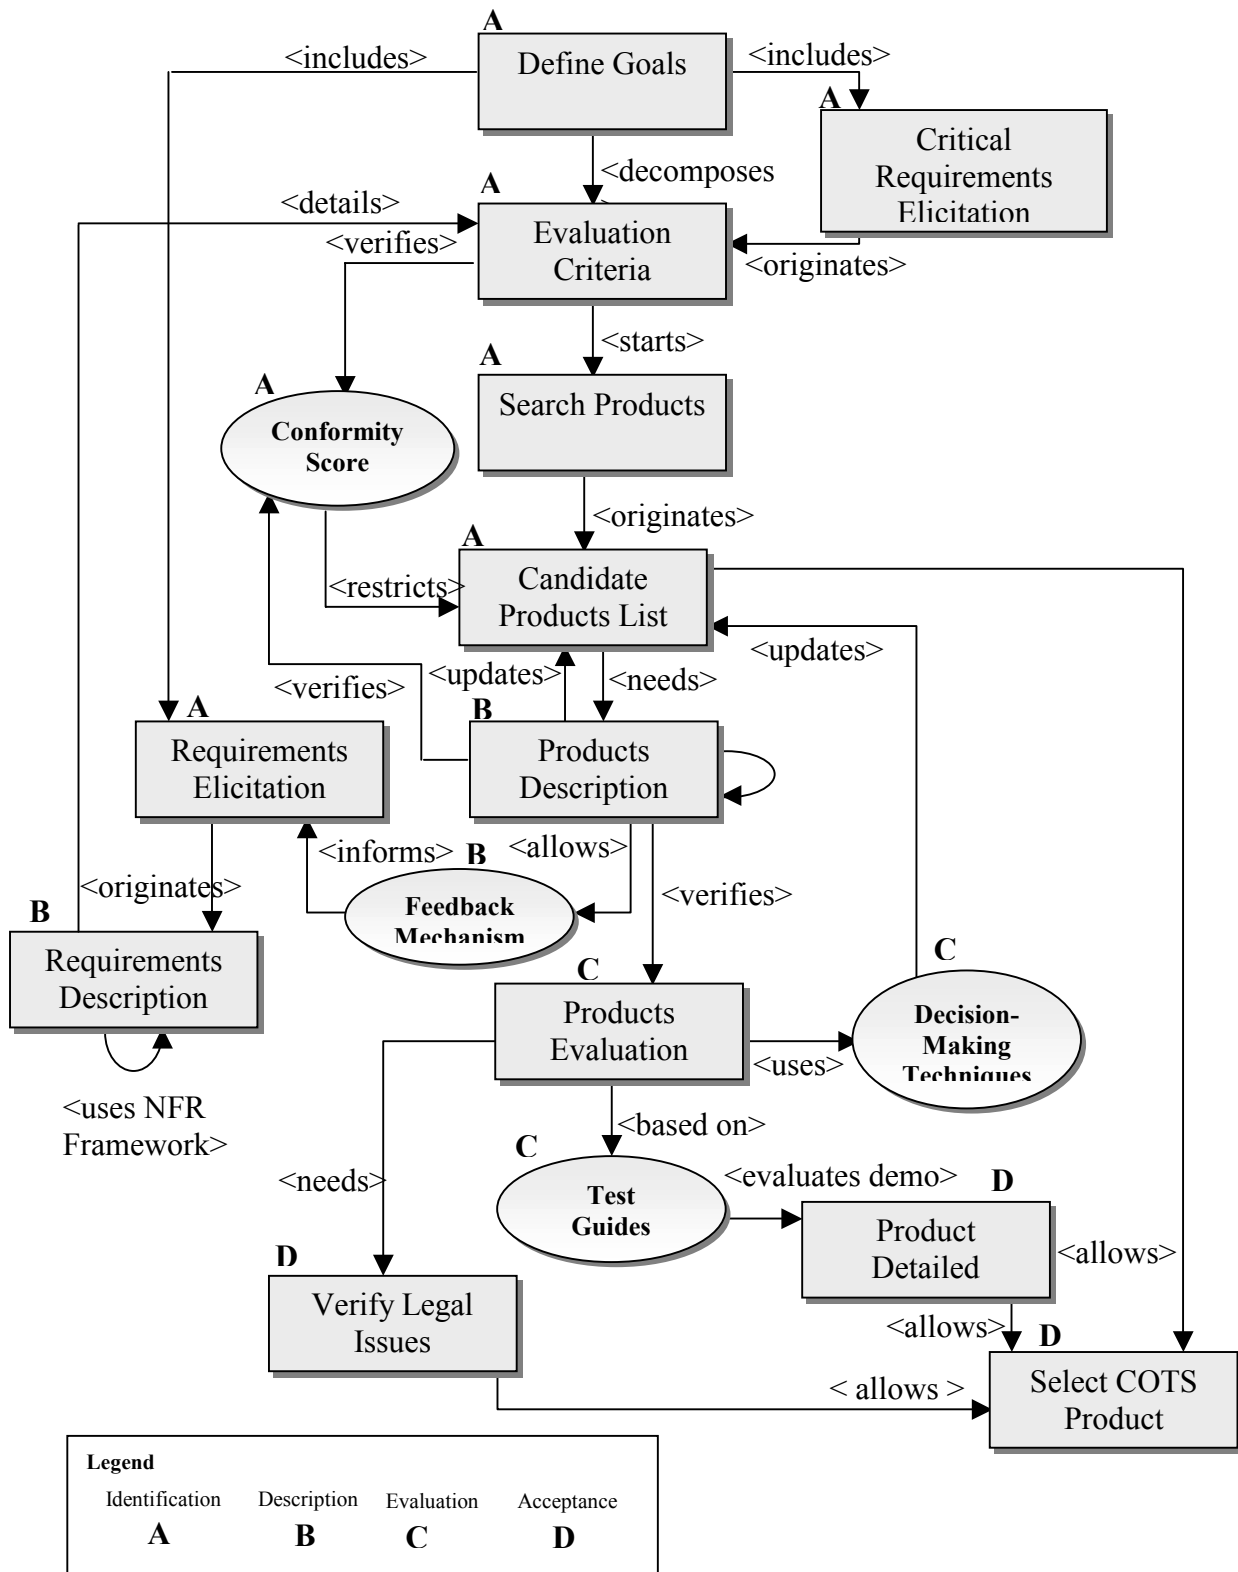 A
Define Goals
<includes>
<includes>
A
Critical
Requirements
Elicitation
<decomposes
>
A
<details>
Evaluation
Criteria
<verifies>
<originates>
<starts>
A
Search Products
A
Conformity
Score
<originates>
A
Candidate
Products List
<restricts>
<updates>
<verifies>
<updates>
<needs>
A
Requirements
Elicitation
B
Products
Description
<informs>
B
<allows>
Feedback
Mechanism
<verifies>
<originates>
B
Requirements
Description
<uses NFR
Framework>
C
Products
Evaluation
<uses>
C
Decision-
Making
Techniques
<based on>
C
Test
Guides
<evaluates demo>
D
Product
Detailed
<needs>
D
Verify Legal
Issues
<allows>
<allows>
D
< allows >
Select COTS
Product
Legend
Identification Description Evaluation Acceptance
A B C D